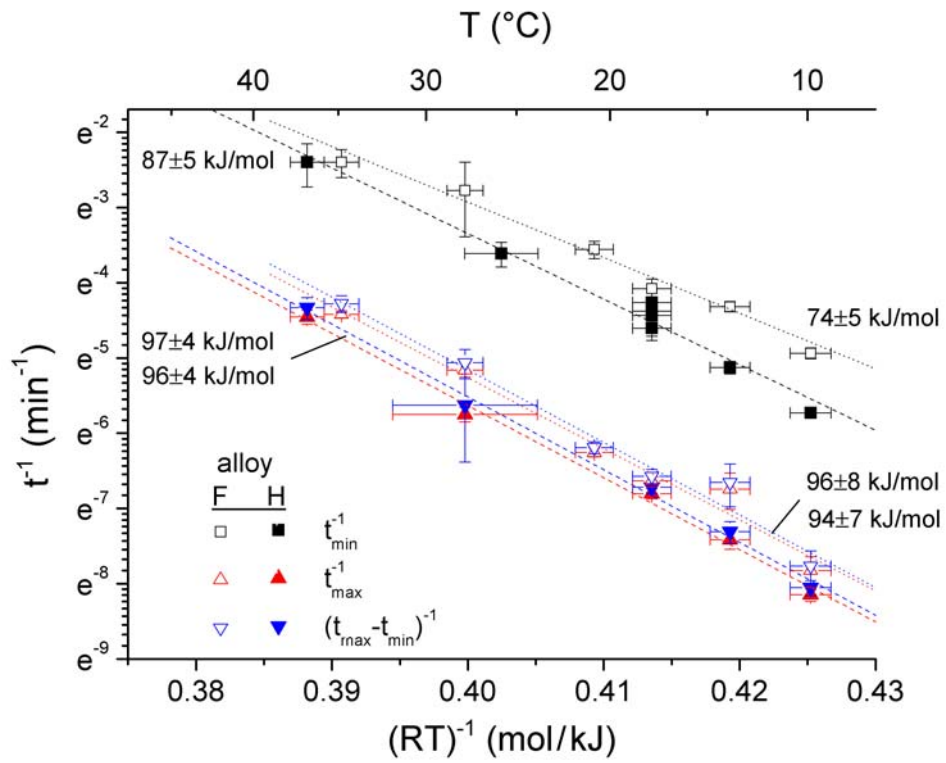 T (°C)
40 30 20 10
e⁻²
87±5 kJ/mol
e⁻³
e⁻⁴
74±5 kJ/mol
e⁻⁵
97±4 kJ/mol
96±4 kJ/mol
e⁻⁶
t⁻¹ (min⁻¹)
alloy
F H
t⁻¹min
t⁻¹max
(tmax-tmin)⁻¹
e⁻⁷
96±8 kJ/mol
94±7 kJ/mol
e⁻⁸
e⁻⁹
0.38 0.39 0.40 0.41 0.42 0.43
(RT)⁻¹ (mol/kJ)